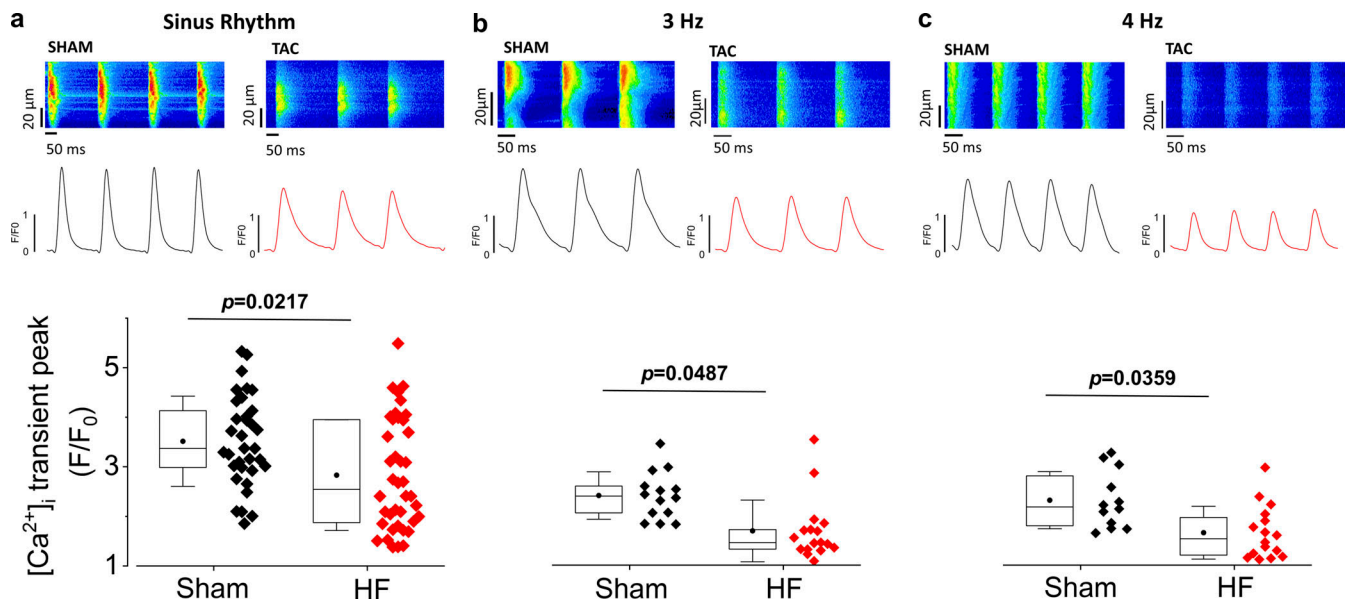 a
Sinus Rhythm
SHAM
TAC
20 µm
20 µm
50 ms
50 ms
1
F/F0
0
1
F/F0
0
b
3 Hz
SHAM
TAC
20µm
20µm
50 ms
50 ms
1
F/F0
0
1
F/F0
0
c
4 Hz
SHAM
TAC
20µm
20µm
50 ms
50 ms
1
F/F0
0
1
F/F0
0
[Ca²⁺]ᵢ transient peak
(F/F₀)
5
3
1
p=0.0217
Sham HF
p=0.0487
Sham HF
p=0.0359
Sham HF